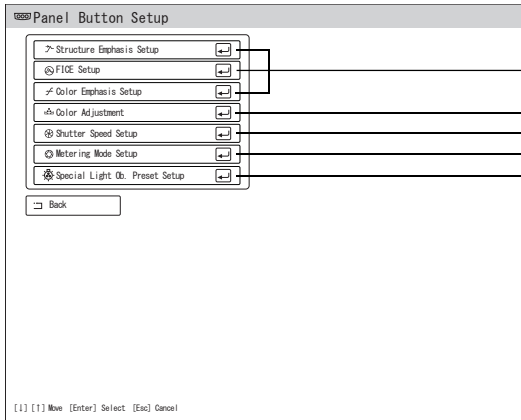 Panel Button Setup
Structure Emphasis Setup
FICE Setup
Color Emphasis Setup
Color Adjustment
Shutter Speed Setup
Metering Mode Setup
Special Light Ob. Preset Setup
Back
[↓] [↑] Move [Enter] Select [Esc] Cancel